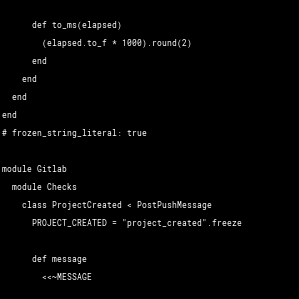 def to_ms(elapsed)
(elapsed.to_f * 1000).round(2)
end
end
end
end
# frozen_string_literal: true
module Gitlab
module Checks
class ProjectCreated < PostPushMessage
PROJECT_CREATED = "project_created".freeze
def message
<<~MESSAGE